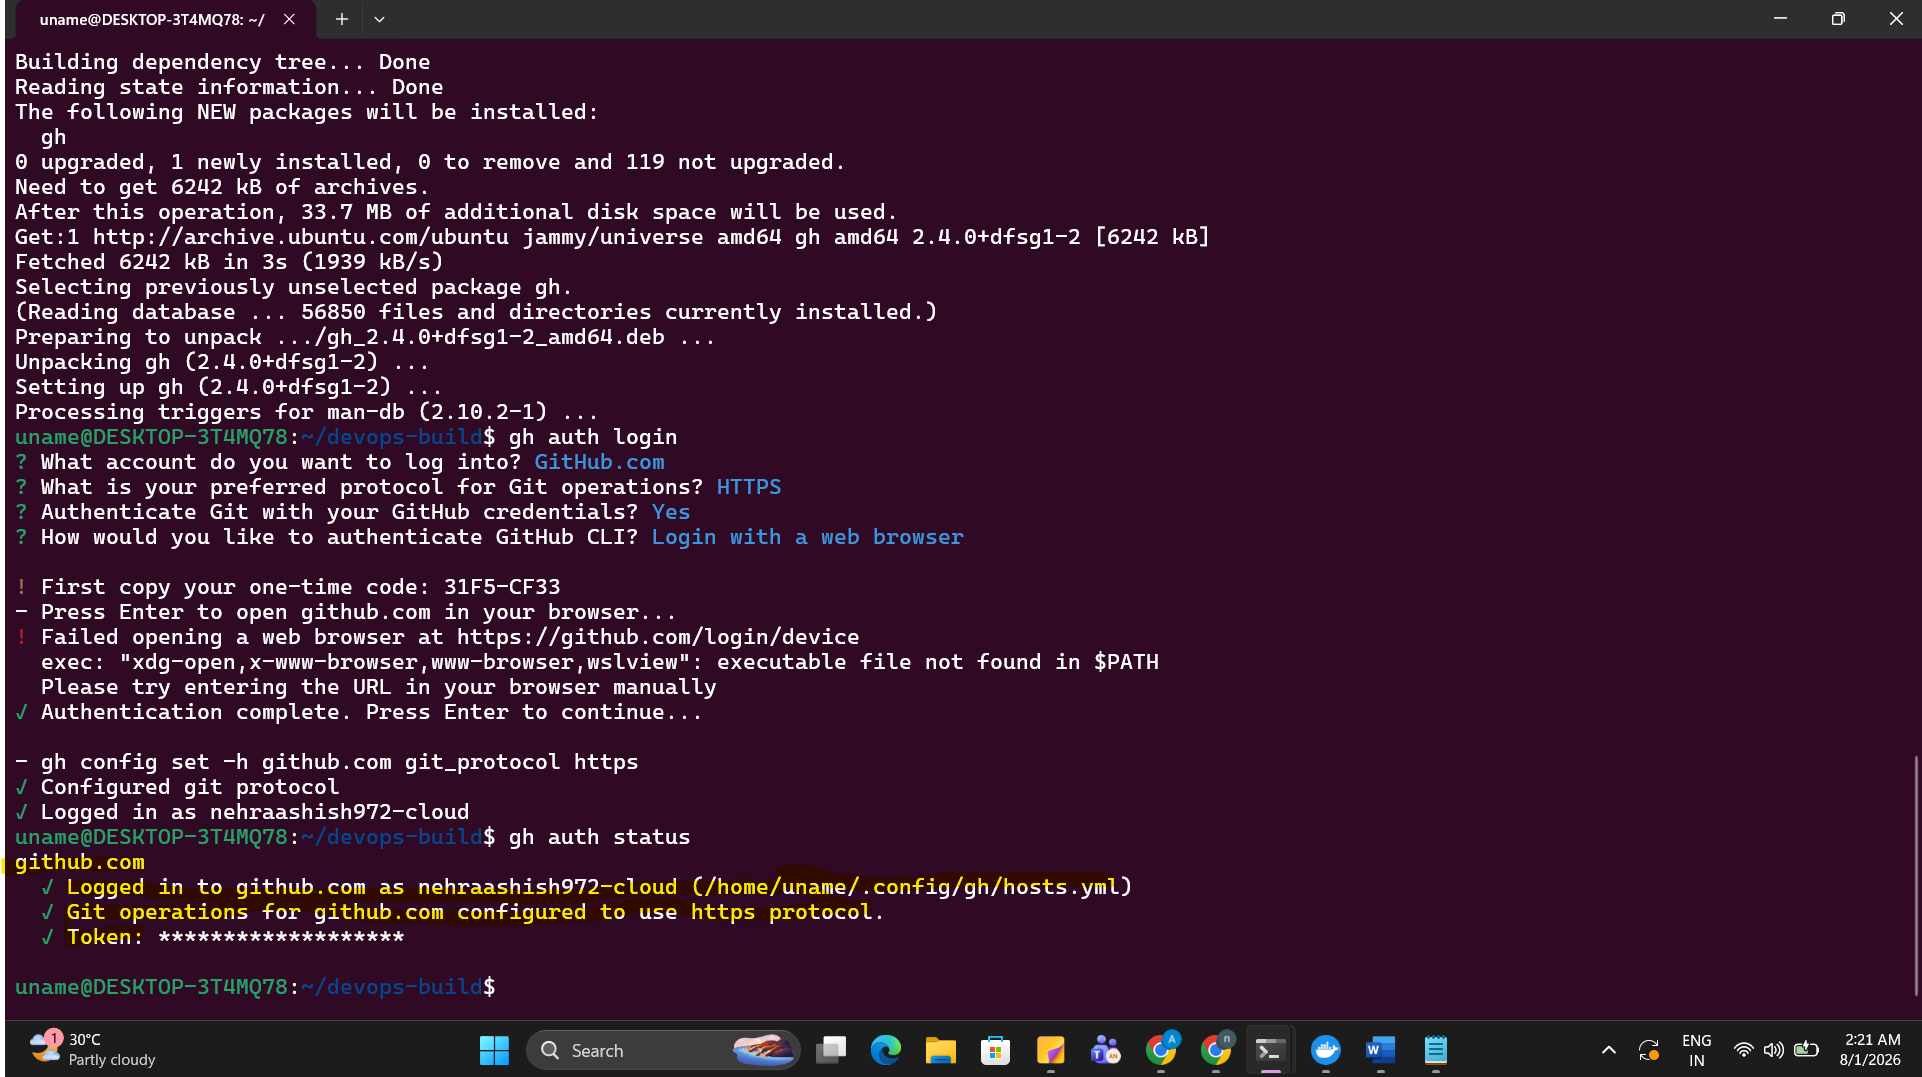 uname@DESKTOP-3T4MQ78: ~/
Building dependency tree... Done
Reading state information... Done
The following NEW packages will be installed:
  gh
0 upgraded, 1 newly installed, 0 to remove and 119 not upgraded.
Need to get 6242 kB of archives.
After this operation, 33.7 MB of additional disk space will be used.
Get:1 http://archive.ubuntu.com/ubuntu jammy/universe amd64 gh amd64 2.4.0+dfsg1-2 [6242 kB]
Fetched 6242 kB in 3s (1939 kB/s)
Selecting previously unselected package gh.
(Reading database ... 56850 files and directories currently installed.)
Preparing to unpack .../gh_2.4.0+dfsg1-2_amd64.deb ...
Unpacking gh (2.4.0+dfsg1-2) ...
Setting up gh (2.4.0+dfsg1-2) ...
Processing triggers for man-db (2.10.2-1) ...
uname@DESKTOP-3T4MQ78:~/devops-build$ gh auth login
? What account do you want to log into? GitHub.com
? What is your preferred protocol for Git operations? HTTPS
? Authenticate Git with your GitHub credentials? Yes
? How would you like to authenticate GitHub CLI? Login with a web browser
! First copy your one-time code: 31F5-CF33
- Press Enter to open github.com in your browser...
! Failed opening a web browser at https://github.com/login/device
  exec: "xdg-open,x-www-browser,www-browser,wslview": executable file not found in $PATH
  Please try entering the URL in your browser manually
✓ Authentication complete. Press Enter to continue...
- gh config set -h github.com git_protocol https
✓ Configured git protocol
✓ Logged in as nehraashish972-cloud
uname@DESKTOP-3T4MQ78:~/devops-build$ gh auth status
github.com
  ✓ Logged in to github.com as nehraashish972-cloud (/home/uname/.config/gh/hosts.yml)
  ✓ Git operations for github.com configured to use https protocol.
  ✓ Token: *******************
uname@DESKTOP-3T4MQ78:~/devops-build$
1
30°C
Partly cloudy
Search
A
n
ENG
IN
2:21 AM
8/1/2026